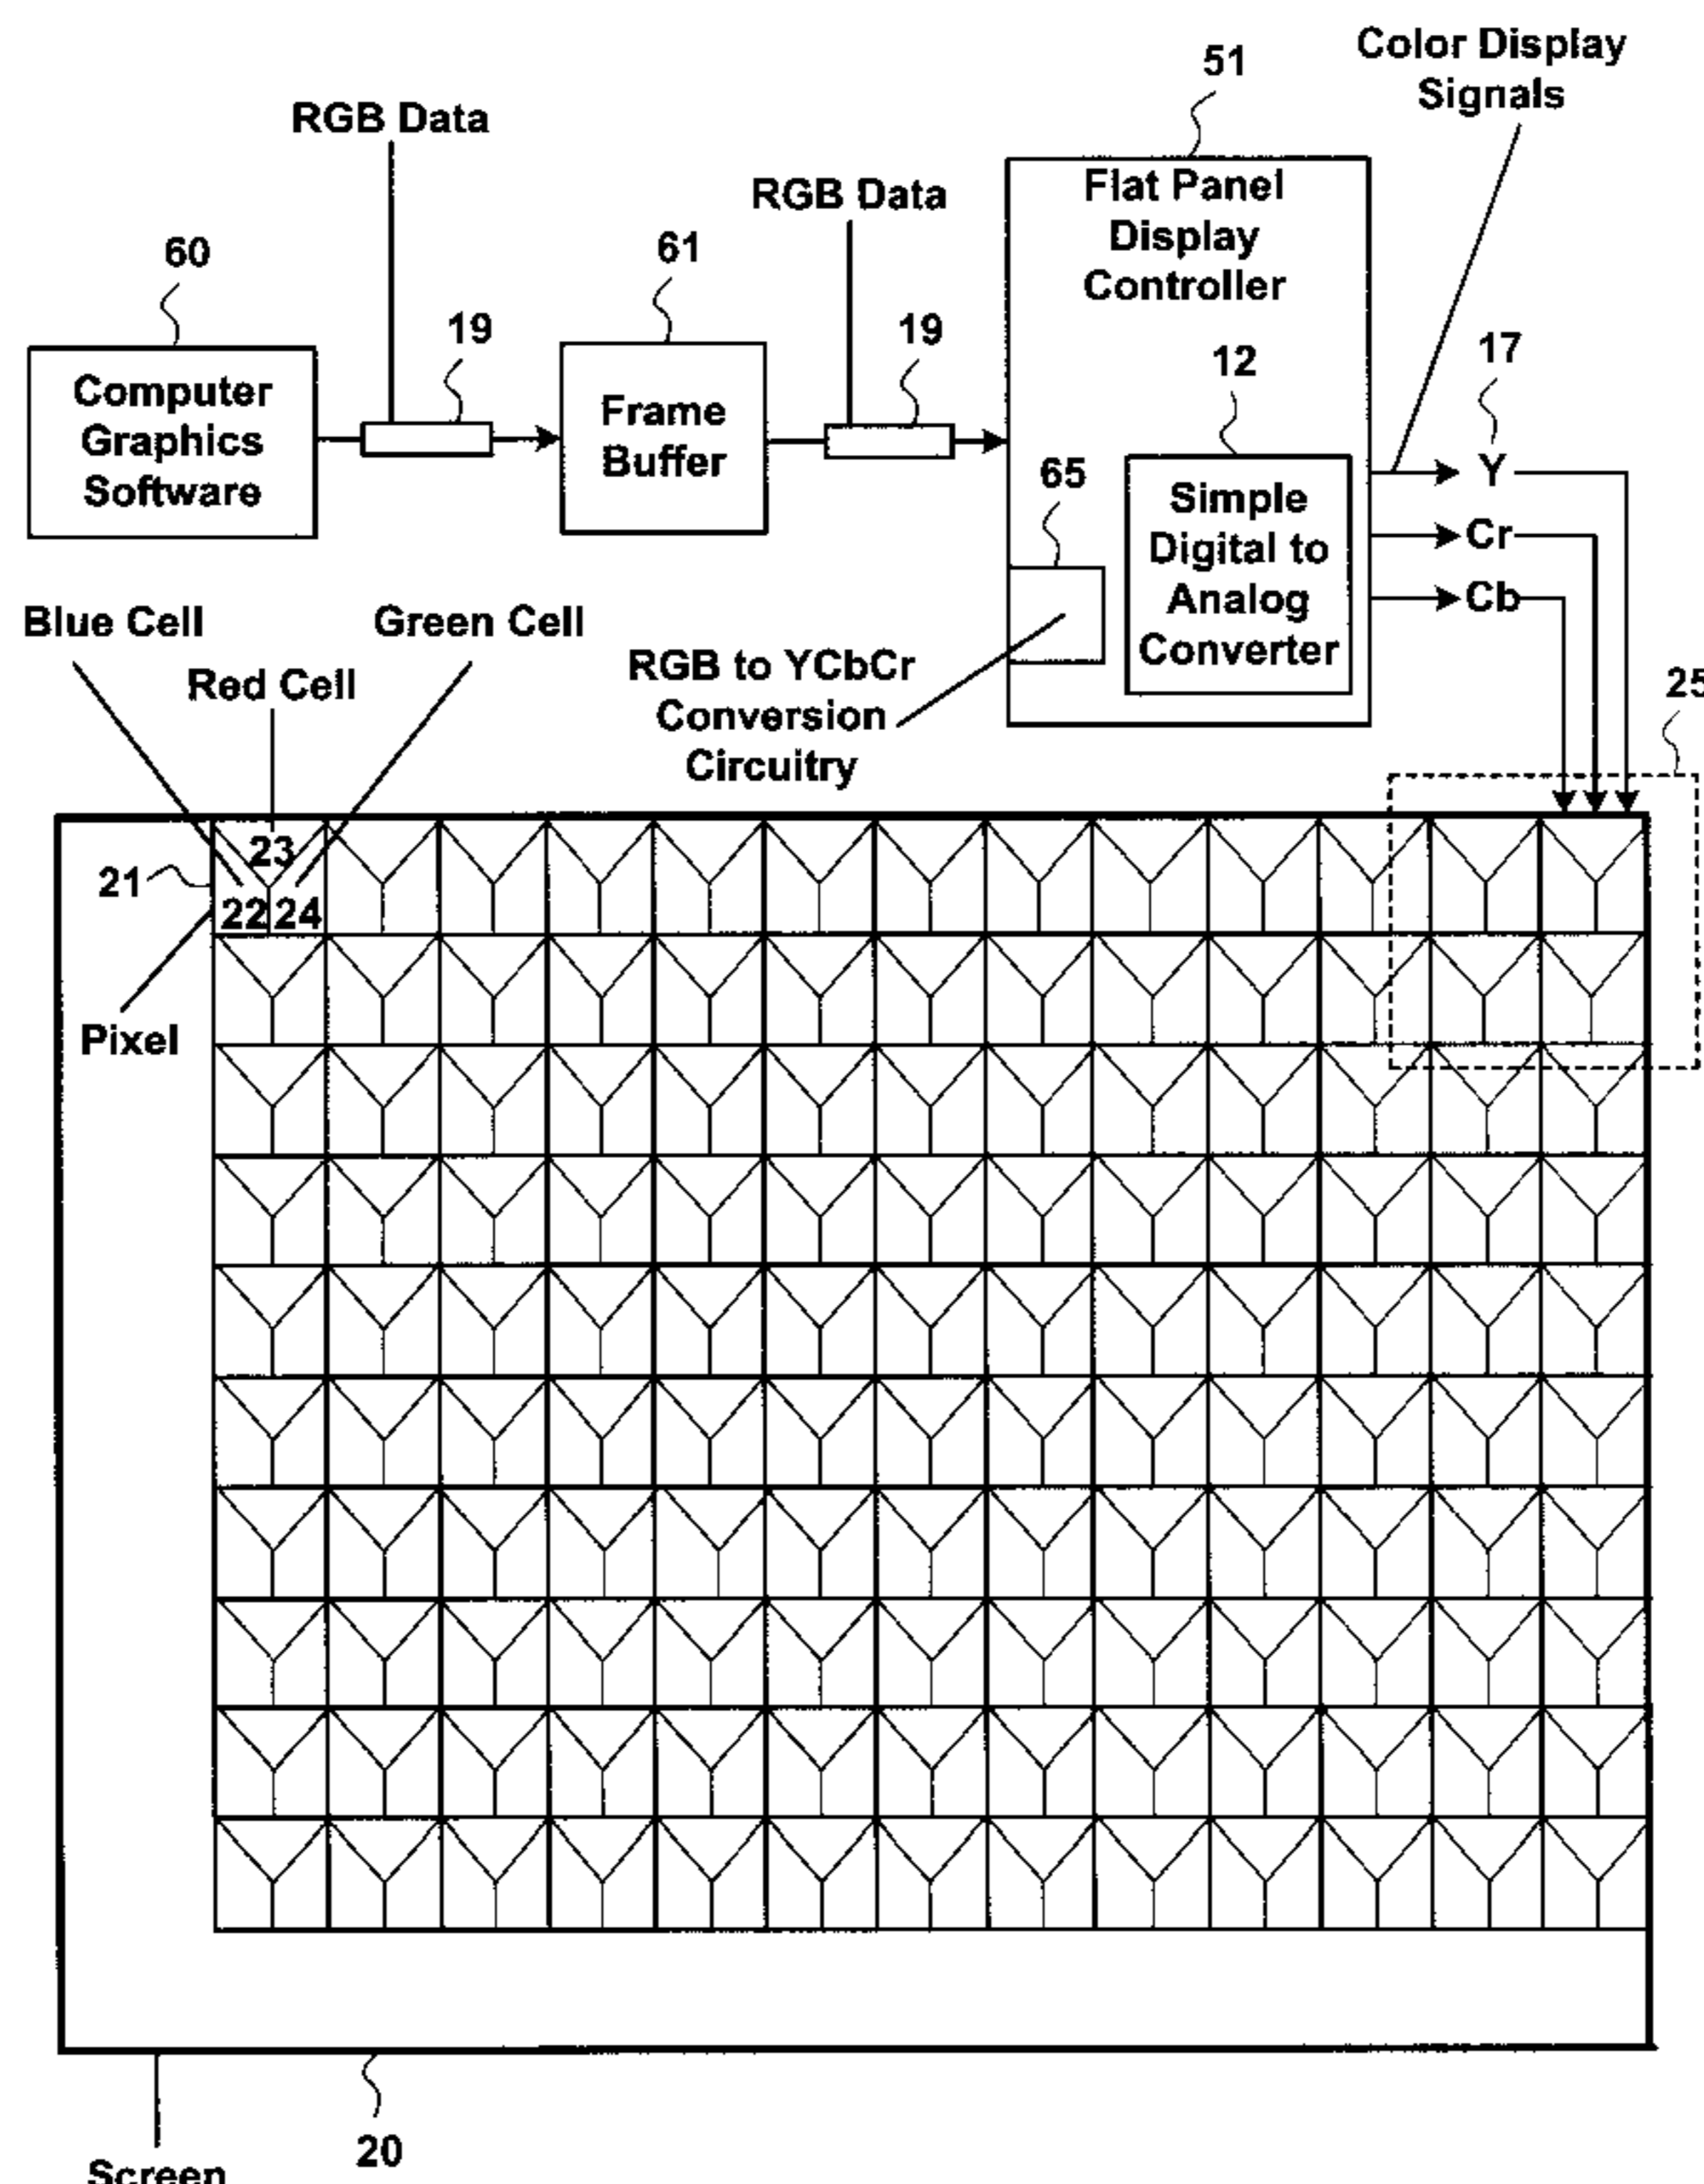 Color Display
Signals
51
RGB Data
RGB Data
Flat Panel
Display
Controller
60
61
19
19
17
12
Computer
Graphics
Software
Frame
Buffer
65
Simple
Digital to
Analog
Converter
Y
Cr
Cb
Blue Cell
Green Cell
Red Cell
RGB to YCbCr
Conversion
Circuitry
25
23
21
22
24
Pixel
20
Screen